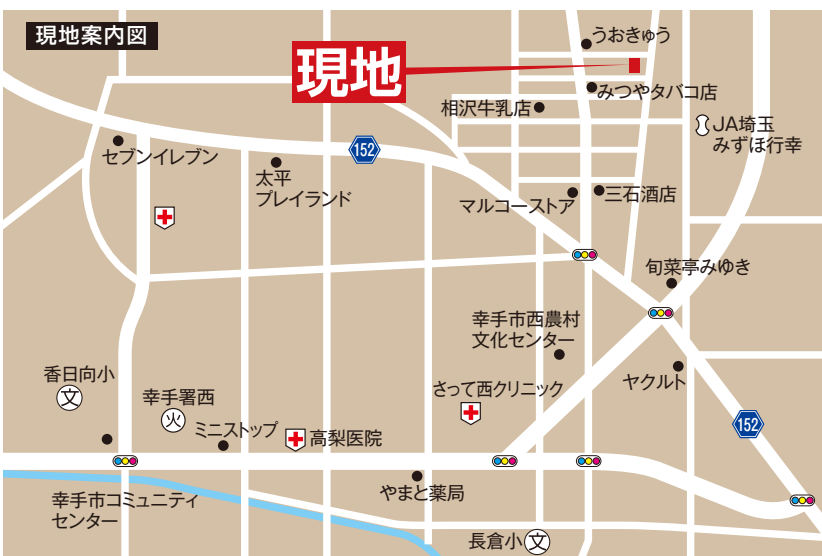 現地案内図
現地
うおきゅう
みつやタバコ店
相沢牛乳店
JA埼玉
みずほ行幸
152
セブンイレブン
太平
プレイランド
マルコーストア
三石酒店
旬菜亭みゆき
幸手市西農村
文化センター
香日向小
文
幸手署西
火
さって西クリニック
ヤクルト
152
ミニストップ
高梨医院
やまと薬局
幸手市コミュニティ
センター
長倉小
文